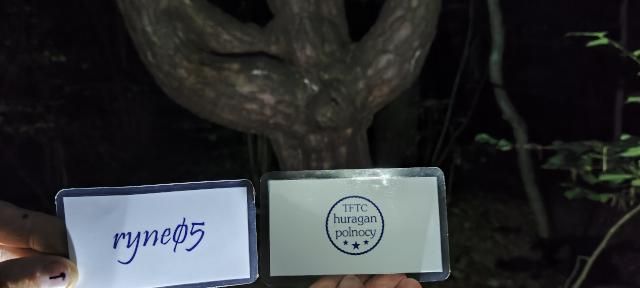 ryneø5
TFTC
huragan
polnocy